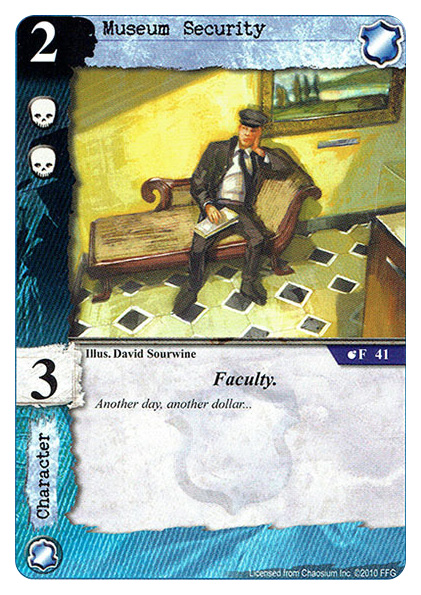 2
Museum Security
Illus. David Sourwine
F 41
3
Faculty.
Another day, another dollar...
Character
Licensed from Chaosium Inc. ©2010 FFG